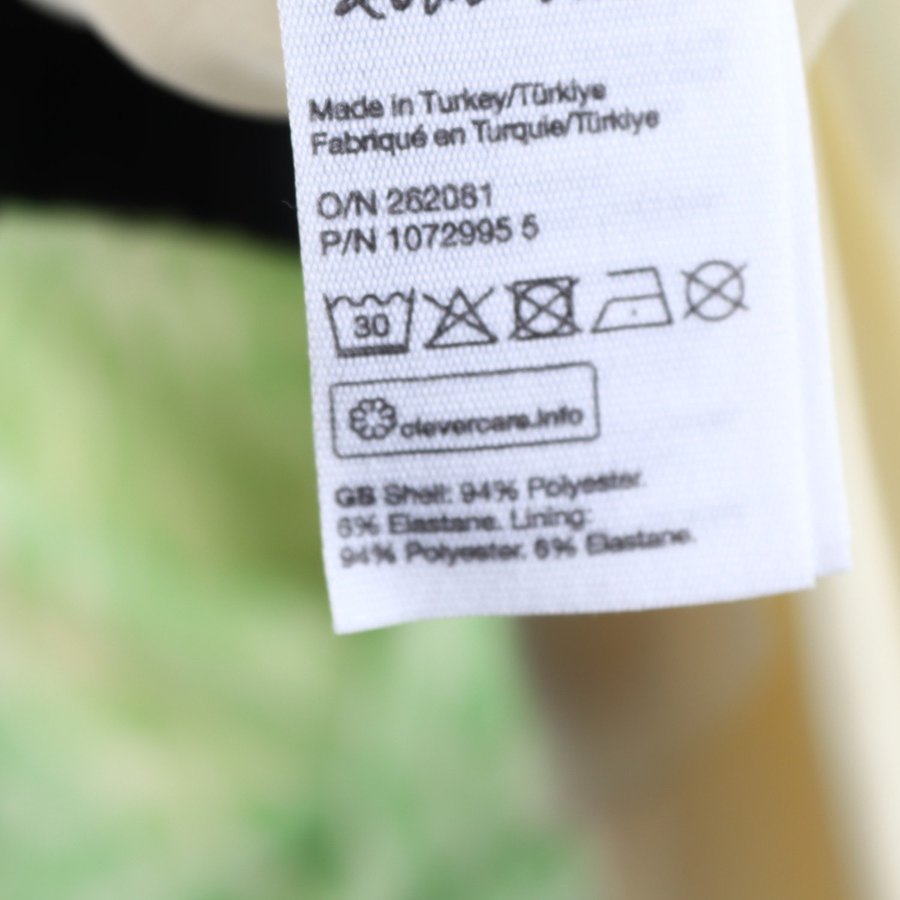 Made in Turkey/Türkiye
Fabriqué en Turquie/Türkiye
O/N 262081
P/N 1072995 5
30
clevercare.info
GB Shell: 94% Polyester.
6% Elastane. Lining:
94% Polyester. 6% Elastane.